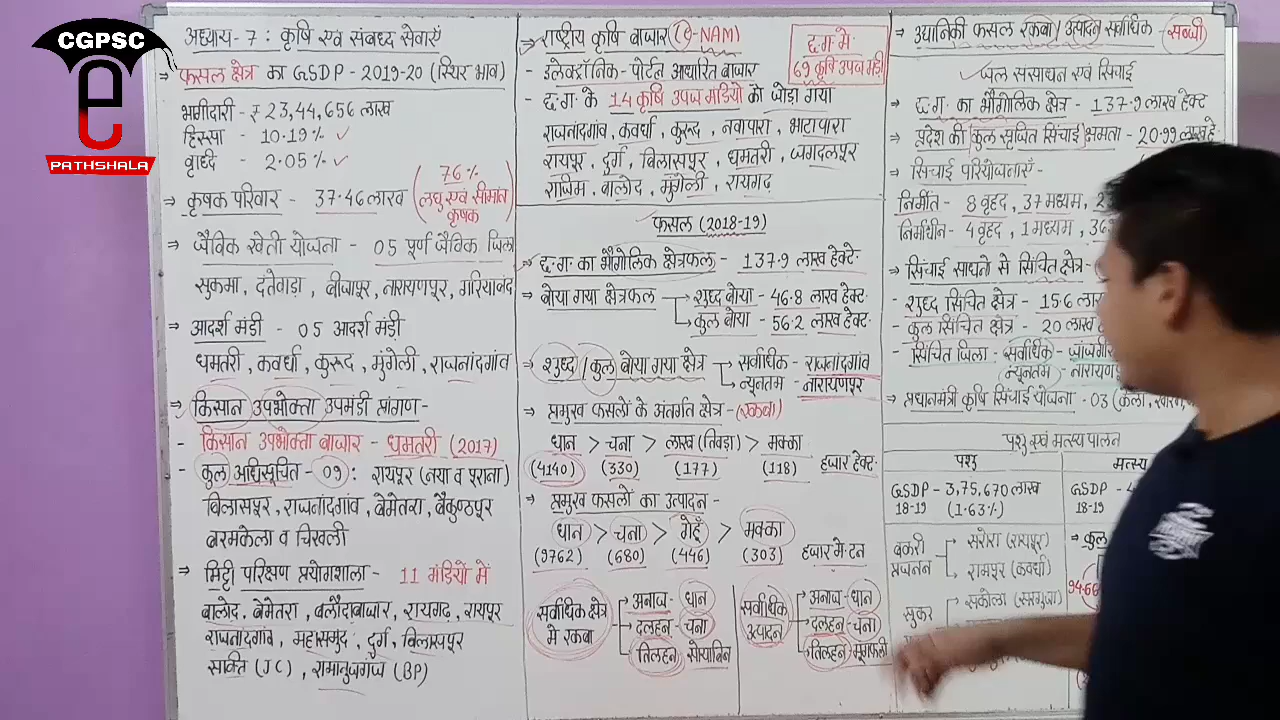 CGPSC
PATHSHALA
अध्याय-7 : कृषि एवं संबध्द सेवाएँ
⇒ फसल क्षेत्र का GSDP - 2019-20 (स्थिर भाव)
भागीदारी - ₹ 23,44,656 लाख
हिस्सा - 10.19% ✓
वृध्दि - 2.05% ✓
⇒ कृषक परिवार - 37.46 लाख (76% लघु एवं सीमांत कृषक)
⇒ जैविक खेती योजना - 05 पूर्ण जैविक जिला
सुकमा, दंतेवाड़ा, बीजापूर, नारायणपूर, गरियाबंद
⇒ आदर्श मंडी - 05 आदर्श मंडी
धमतरी, कवर्धा, कुरूद, मुंगेली, राजनांदगांव
⇒ किसान उपभोक्ता उपमंडी प्रांगण -
- किसान उपभोक्ता बाजार - धमतरी (2017)
- कुल अधिसूचित - 09 : रायपूर (नया व पूराना)
बिलासपूर, राजनांदगांव, बेमेतरा, बैकुण्ठपूर
बरमकेला व चिखली
⇒ मिट्टी परिक्षण प्रयोगशाला - 11 मंडियों में
बालोद, बेमेतरा, बलौदाबाजार, रायगढ़, रायपूर
राजनांदगांव, महासमुंद, दुर्ग, बिलासपूर
सक्ति (JC), रामानुजगंज (BP)
⇒ राष्ट्रीय कृषि बाजार (e-NAM)
छ.ग में
69 कृषि उपज मंडी
- इलेक्ट्रॉनिक-पोर्टल आधारित बाजार
- छ.ग. के 14 कृषि उपज मंडियों को जोड़ा गया
राजनांदगांव, कवर्धा, कुरूद, नवापारा, भाटापारा
रायपूर, दुर्ग, बिलासपूर, धमतरी, जगदलपूर
राजिम, बालोद, मुंगेली, रायगढ़
फसल (2018-19)
⇒ छ.ग. का भौगोलिक क्षेत्रफल - 137.9 लाख हेक्टे.
⇒ बोया गया क्षेत्रफल → शुध्द बोया - 46.8 लाख हेक्ट.
→ कुल बोया - 56.2 लाख हेक्ट.
⇒ शुध्द/कुल बोया गया क्षेत्र → सर्वाधिक - राजनांदगांव
→ न्यूनतम - नारायणपूर
⇒ प्रमुख फसलों के अंतर्गत क्षेत्र - (रकबा)
धान > चना > लाख (तिवड़ा) > मक्का
(4140) (330) (177) (118) हजार हेक्ट.
⇒ प्रमुख फसलों का उत्पादन -
धान > चना > गेहूँ > मक्का
(9762) (680) (446) (303) हजार मे.टन
सर्वाधिक क्षेत्र में रकबा → अनाज - धान
→ दलहन - चना
→ तिलहन - सोयाबिन
सर्वाधिक उत्पादन → अनाज - धान
→ दलहन - चना
→ तिलहन - मूंगफली
⇒ उद्यानिकी फसल रकबा/उत्पादन सर्वाधिक - सब्जी
✓ जल संसाधन एवं सिंचाई
⇒ छ.ग. का भौगोलिक क्षेत्र - 137.9 लाख हेक्ट
⇒ प्रदेश की कुल सृजित सिंचाई क्षमता - 20.99 लाख हे.
⇒ सिंचाई परियोजनाएँ -
निर्मित - 8 वृहद, 37 मध्यम,
निर्माधीन - 4 वृहद, 1 मध्यम,
⇒ सिंचाई साधनो से सिंचित क्षेत्र -
- शुध्द सिंचित क्षेत्र - 15.6 लाख
- कुल सिंचित क्षेत्र - 20 लाख
- सिंचित जिला - सर्वाधिक -
न्यूनतम -
⇒ प्रधानमंत्री कृषि सिंचाई योजना - 03
पशु एवं मत्स्य पालन
पशु
GSDP - 3,75,670 लाख
18-19 (1.63%)
बकरी प्रजनन → सरोरा (रायपूर)
→ रामपूर (कवर्धा)
सुकर → सकोला (सरगुजा)
मत्स्य
GSDP -
18-19
⇒ कुल